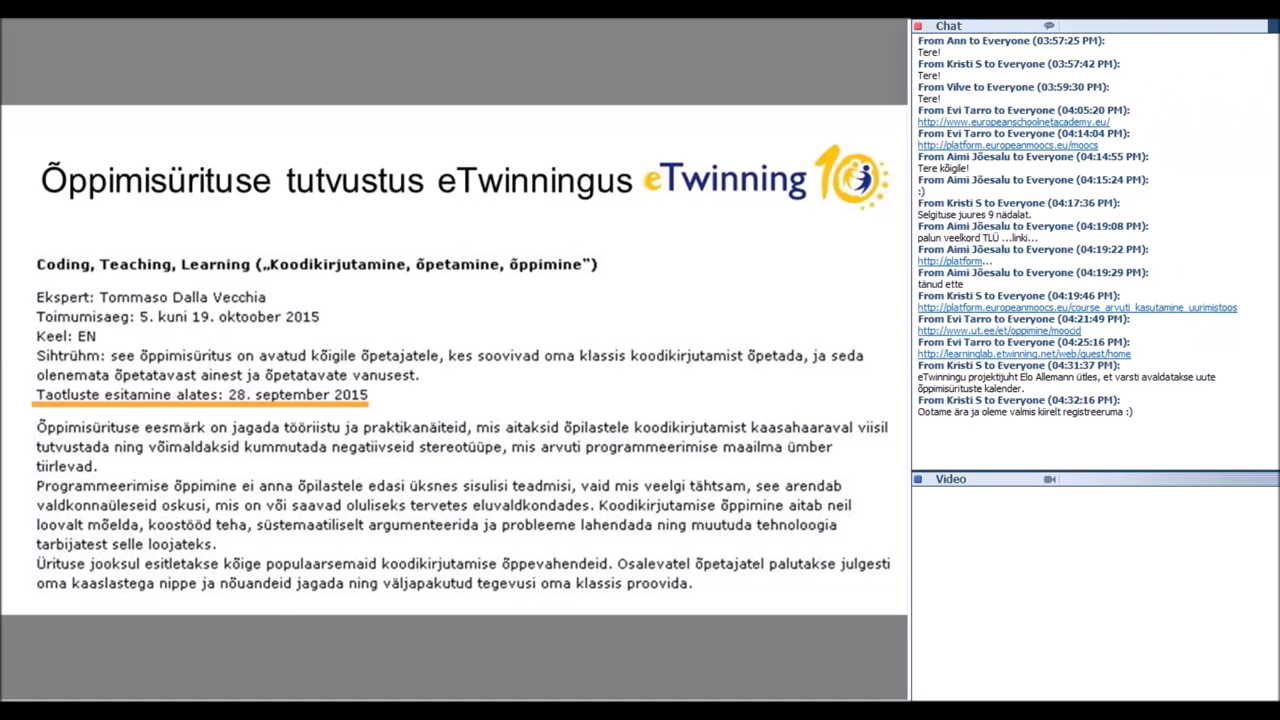 Õppimisürituse tutvustus eTwinningus eTwinning 10
Coding, Teaching, Learning („Koodikirjutamine, õpetamine, õppimine“)
Ekspert: Tommaso Dalla Vecchia
Toimumisaeg: 5. kuni 19. oktoober 2015
Keel: EN
Sihtrühm: see õppimisüritus on avatud kõigile õpetajatele, kes soovivad oma klassis koodikirjutamist õpetada, ja seda
olenemata õpetatavast ainest ja õpetatavate vanusest.
Taotluste esitamine alates: 28. september 2015
Õppimisürituse eesmärk on jagada tööriistu ja praktikanäiteid, mis aitaksid õpilastele koodikirjutamist kaasahaaraval viisil
tutvustada ning võimaldaksid kummutada negatiivseid stereotüüpe, mis arvuti programmeerimise maailma ümber
tiirlevad.
Programmeerimise õppimine ei anna õpilastele edasi üksnes sisulisi teadmisi, vaid mis veelgi tähtsam, see arendab
valdkonnaüleseid oskusi, mis on või saavad oluliseks tervetes eluvaldkondades. Koodikirjutamise õppimine aitab neil
loovalt mõelda, koostööd teha, süstemaatiliselt argumenteerida ja probleeme lahendada ning muutuda tehnoloogia
tarbijatest selle loojateks.
Ürituse jooksul esitletakse kõige populaarsemaid koodikirjutamise õppevahendeid. Osalevatel õpetajatel palutakse julgesti
oma kaaslastega nippe ja nõuandeid jagada ning väljapakutud tegevusi oma klassis proovida.
Chat
From Ann to Everyone (03:57:25 PM):
Tere!
From Kristi S to Everyone (03:57:42 PM):
Tere!
From Vilve to Everyone (03:59:30 PM):
Tere!
From Evi Tarro to Everyone (04:05:20 PM):
http://www.europeanschoolnetacademy.eu/
From Evi Tarro to Everyone (04:14:04 PM):
http://platform.europeanmoocs.eu/moocs
From Aimi Jõesalu to Everyone (04:14:55 PM):
Tere kõigile!
From Aimi Jõesalu to Everyone (04:15:24 PM):
:)
From Kristi S to Everyone (04:17:36 PM):
Selgituse juures 9 nädalat.
From Aimi Jõesalu to Everyone (04:19:08 PM):
palun veelkord TLÜ ...linki...
From Aimi Jõesalu to Everyone (04:19:22 PM):
http://platform...
From Aimi Jõesalu to Everyone (04:19:29 PM):
tänud ette
From Kristi S to Everyone (04:19:46 PM):
http://platform.europeanmoocs.eu/course_arvuti_kasutamine_uurimistoos
From Evi Tarro to Everyone (04:21:49 PM):
http://www.ut.ee/et/oppimine/moocid
From Evi Tarro to Everyone (04:25:16 PM):
http://learninglab.etwinning.net/web/guest/home
From Kristi S to Everyone (04:31:37 PM):
eTwinningu projektijuht Elo Allemann ütles, et varsti avaldatakse uute
õppimisürituste kalender.
From Kristi S to Everyone (04:32:16 PM):
Ootame ära ja oleme valmis kiirelt registreeruma :)
Video